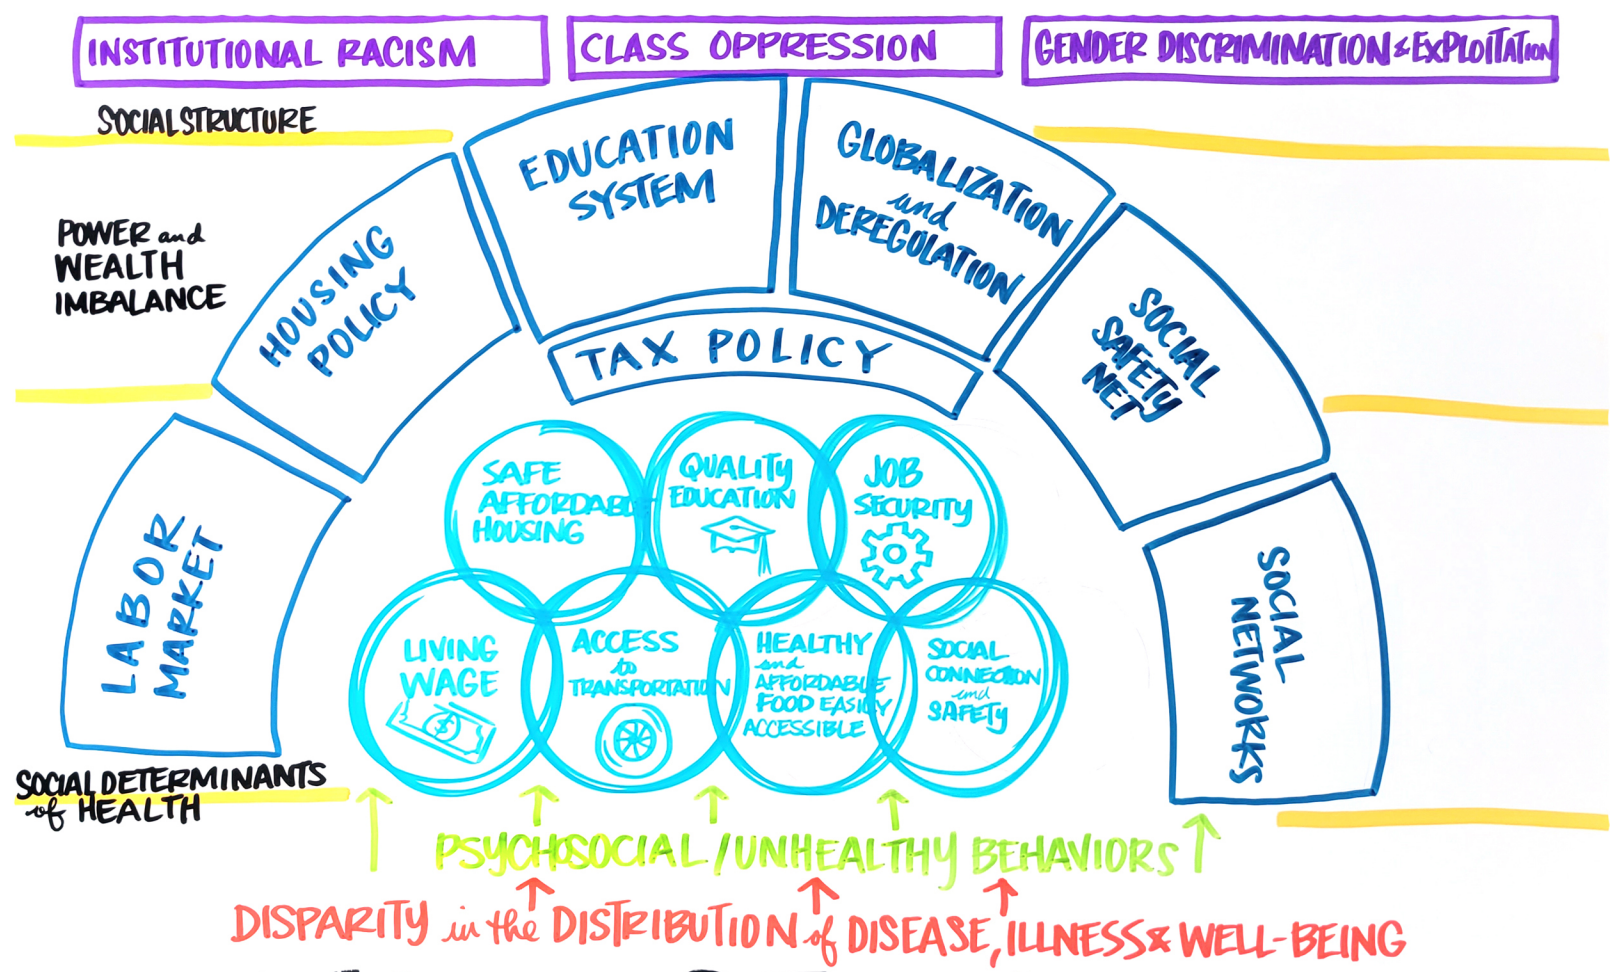 INSTITUTIONAL RACISM
CLASS OPPRESSION
GENDER DISCRIMINATION & EXPLOITATION
SOCIAL STRUCTURE
POWER and
WEALTH
IMBALANCE
LABOR
MARKET
HOUSING
POLICY
EDUCATION
SYSTEM
GLOBALIZATION
and
DEREGULATION
SOCIAL
SAFETY
NET
SOCIAL
NETWORKS
TAX POLICY
SAFE
AFFORDABLE
HOUSING
QUALITY
EDUCATION
JOB
SECURITY
LIVING
WAGE
$
ACCESS
to
TRANSPORTATION
HEALTHY
and
AFFORDABLE
FOOD EASILY
ACCESSIBLE
SOCIAL
CONNECTION
and
SAFETY
SOCIAL DETERMINANTS
of HEALTH
PSYCHOSOCIAL / UNHEALTHY BEHAVIORS
DISPARITY in the DISTRIBUTION of DISEASE, ILLNESS & WELL-BEING